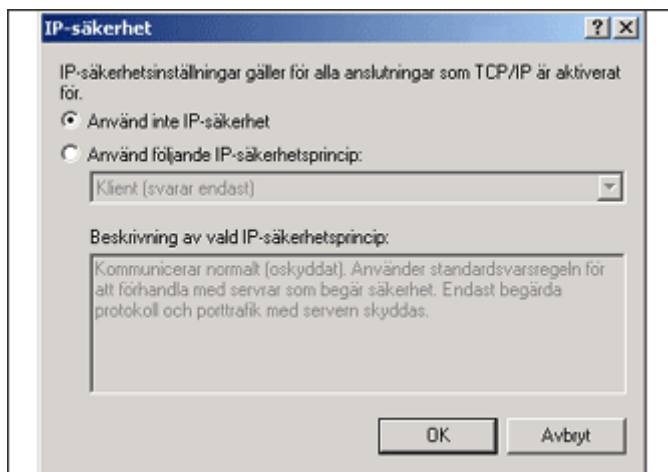 IP-säkerhet
IP-säkerhetsinställningar gäller för alla anslutningar som TCP/IP är aktiverat
för.
Använd inte IP-säkerhet
Använd följande IP-säkerhetsprincip:
Klient (svarar endast)
Beskrivning av vald IP-säkerhetsprincip:
Kommunicerar normalt (oskyddat). Använder standardsvarsregeln för
att förhandla med servrar som begär säkerhet. Endast begärda
protokoll och porttrafik med servern skyddas.
OK
Avbryt